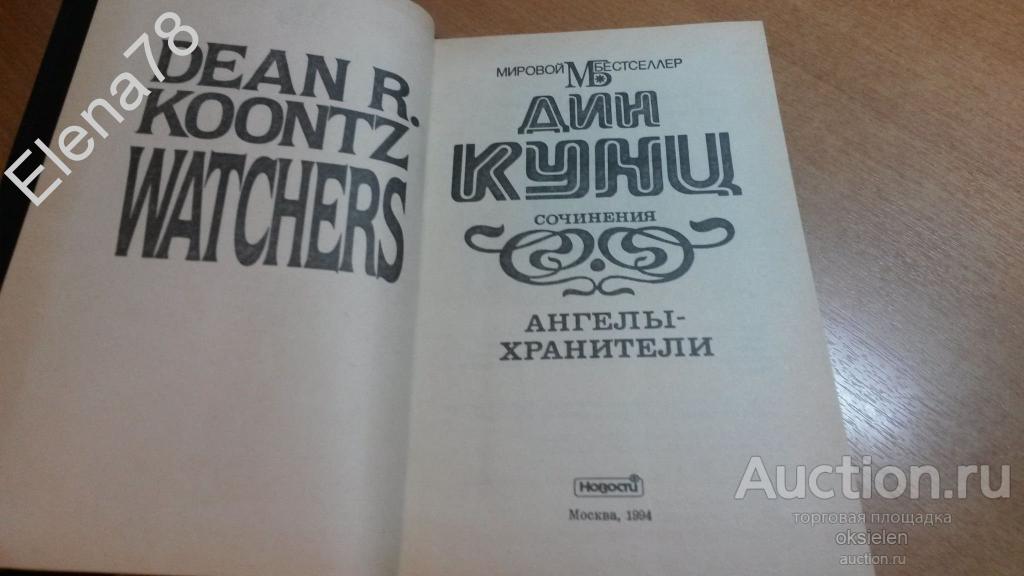 Elena78
DEAN R.
KOONTZ
WATCHERS
МИРОВОЙ МБ БЕСТСЕЛЛЕР
ДИН
КУНЦ
СОЧИНЕНИЯ
АНГЕЛЫ-
ХРАНИТЕЛИ
Новости
Москва, 1994
Auction.ru
торговая площадка
oksielen
auction.ru